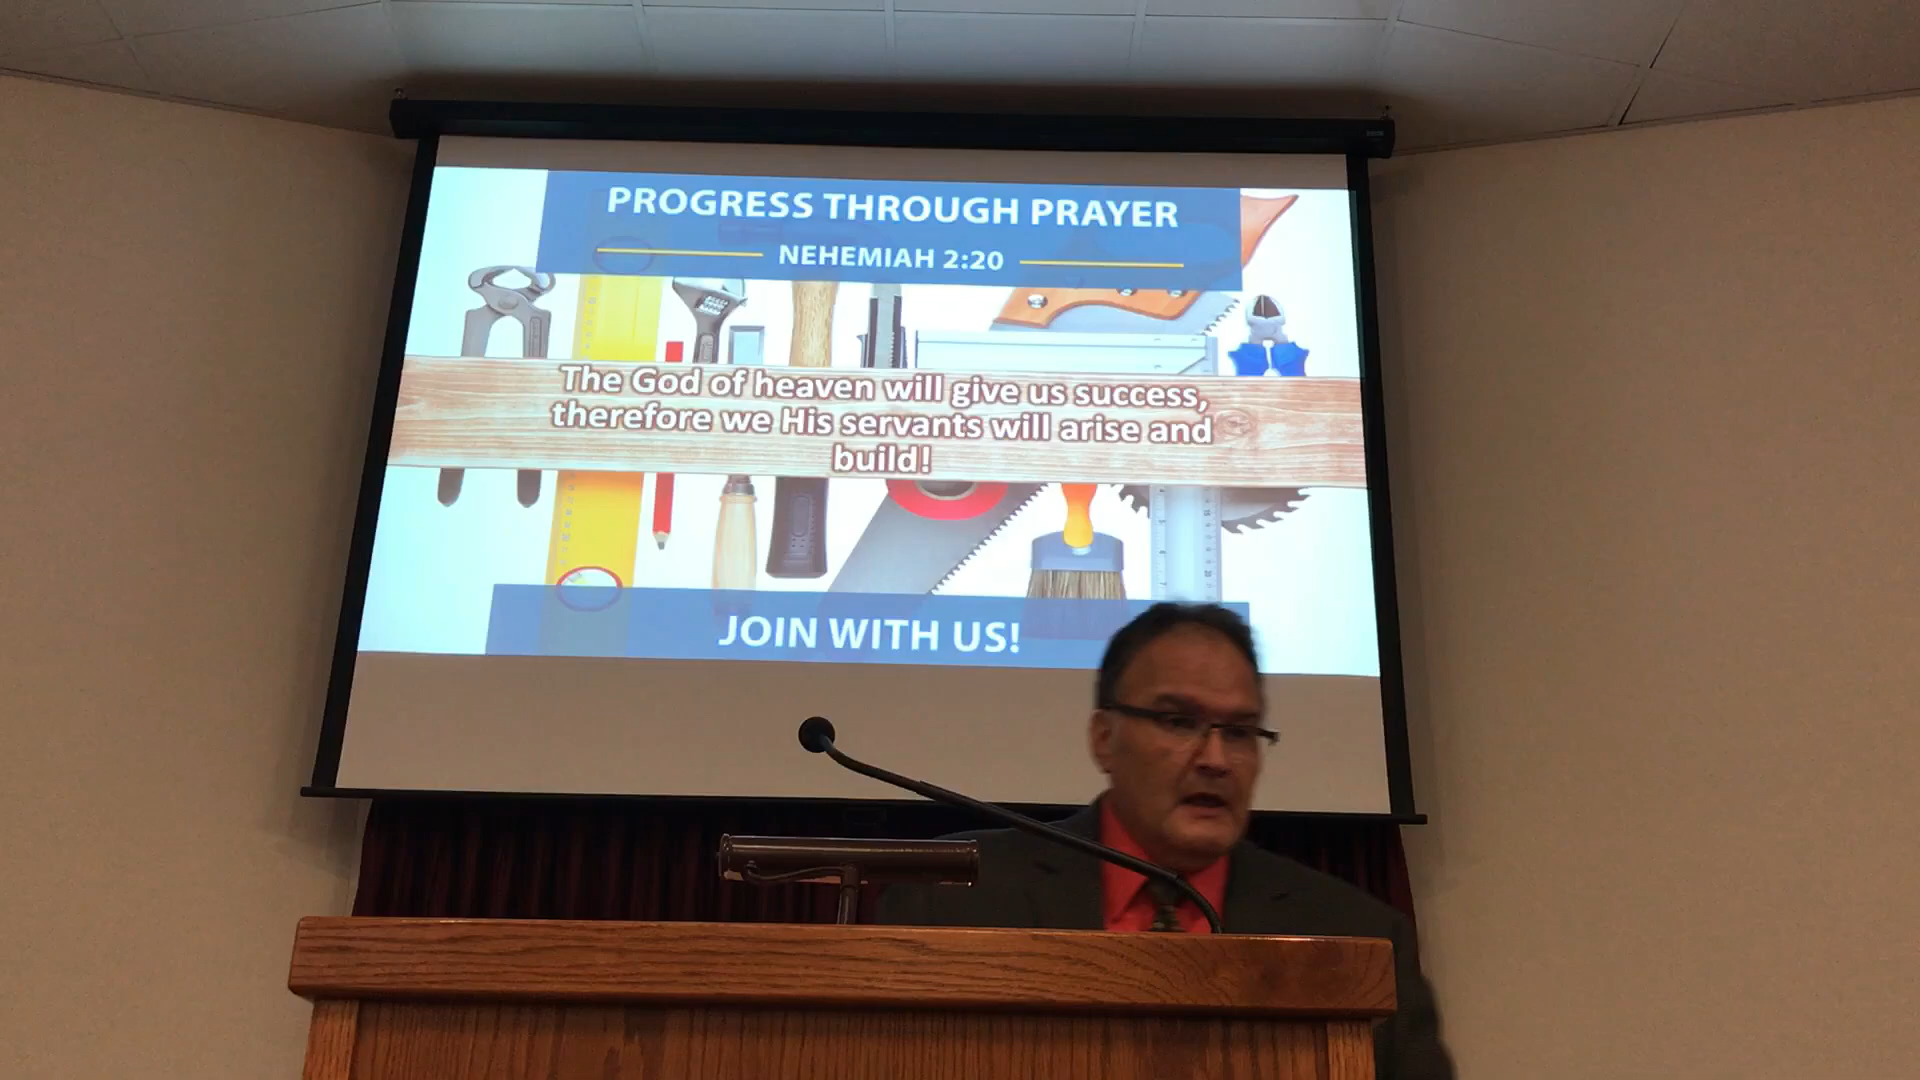 PROGRESS THROUGH PRAYER
NEHEMIAH 2:20
The God of heaven will give us success,
therefore we His servants will arise and
build!
JOIN WITH US!